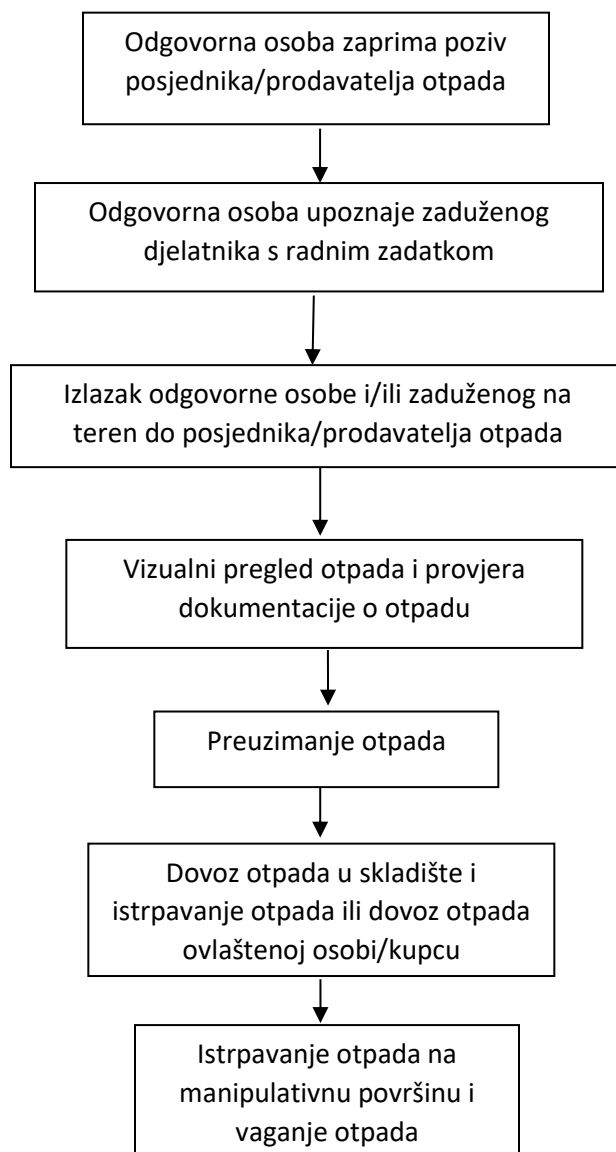 Odgovorna osoba zaprima poziv
posjednika/prodavatelja otpada
Odgovorna osoba upoznaje zaduženog
djelatnika s radnim zadatkom
Izlazak odgovorne osobe i/ili zaduženog na
teren do posjednika/prodavatelja otpada
Vizualni pregled otpada i provjera
dokumentacije o otpadu
Preuzimanje otpada
Dovoz otpada u skladište i
istrpavanje otpada ili dovoz otpada
ovlaštenoj osobi/kupcu
Istrpavanje otpada na
manipulativnu površinu i
vaganje otpada